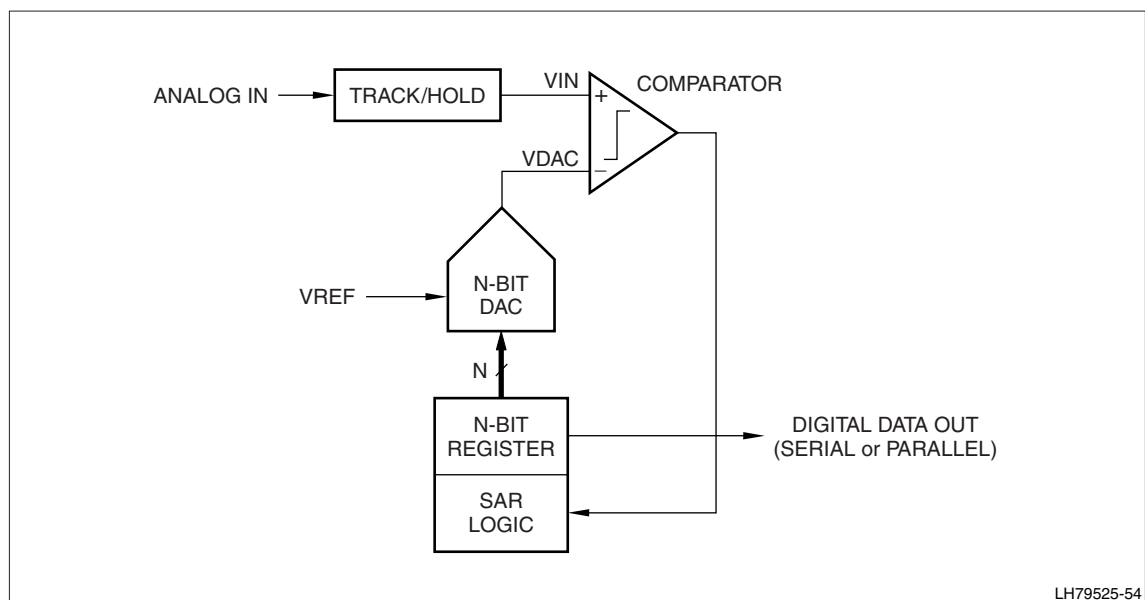 ANALOG IN
TRACK/HOLD
VIN
COMPARATOR
+
VDAC
−
VREF
N-BIT
DAC
N
N-BIT
REGISTER
SAR
LOGIC
DIGITAL DATA OUT
(SERIAL or PARALLEL)
LH79525-54